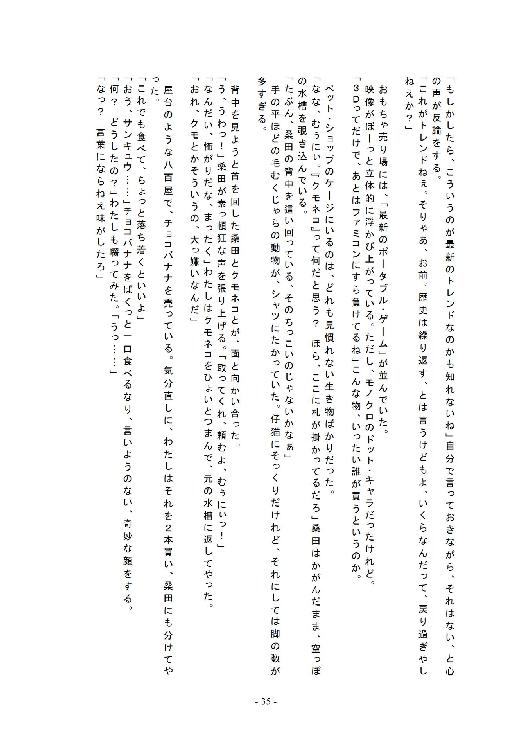 「もしかしたら、こういうのが最新のトレンドなのかも知れないね」自分で言っておきながら、それはない、と心
の声が反論をする。
「これがトレンドねぇ。そりゃあ、お前。歴史は繰り返す、とは言うけどもよ、いくらなんだって、戻り過ぎやし
ねえか？」
おもちゃ売り場には、「最新のポータブル・ゲーム」が並んでいた。
映像がぼーっと立体的に浮かび上がっている。ただし、モノクロのドット・キャラだったけれど。
「３Ｄってだけで、あとはファミコンにすら負けてるね」こんな物、いったい誰が買うというのか。
ペット・ショップのケージにいるのは、どれも見慣れない生き物ばかりだった。
「なな、むぅにぃ。『クモネコ』って何だと思う？　ほら、ここに札が掛かってるだろ」桑田はかがんだまま、空っぽ
の水槽を覗き込んでいる。
「たぶん、桑田の背中を這い回っている、そのちっこいのじゃないかなぁ」
手の平ほどの毛むくじゃらの動物が、シャツにたかっていた。仔猫にそっくりだけれど、それにしては脚の数が
多すぎる。
背中を見ようと首を回した桑田とクモネコとが、面と向かい合った。
「う、うわっ！」桑田が素っ頓狂な声を張り上げる。「取ってくれ、頼むよ、むぅにぃっ！」
「なんだい、怖がりだな、まったく」わたしはクモネコをひょいとつまんで、元の水槽に返してやった。
「おれ、クモとかそういうの、大っ嫌いなんだ」
屋台のような八百屋で、チョコバナナを売っている。気分直しに、わたしはそれを２本買い、桑田にも分けてや
った。
「これでも食べて、ちょっと落ち着くといいよ」
「おう、サンキュウ……」チョコバナナをぱくっと一口食べるなり、言いようのない、奇妙な顔をする。
「何？　どうしたの？」わたしも齧ってみた。「うっ……」
「なっ？　言葉にならねえ味がしたろ」
- 35 -